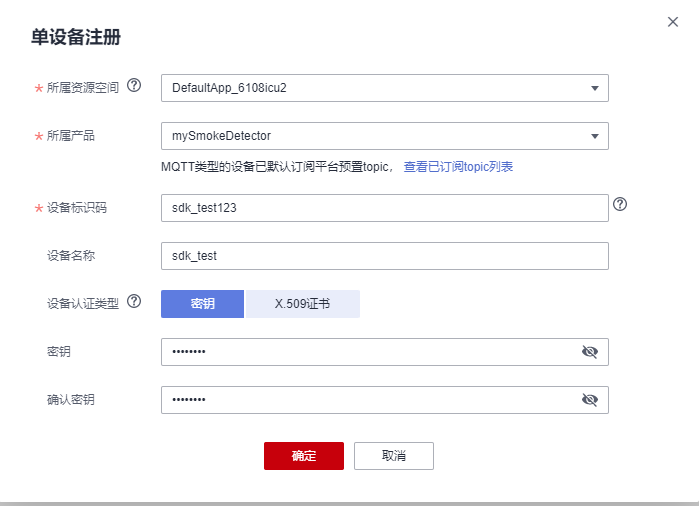 单设备注册
* 所属资源空间 DefaultApp_6108icu2
* 所属产品 mySmokeDetector
MQTT类型的设备已默认订阅平台预置topic， 查看已订阅topic列表
* 设备标识码 sdk_test123
设备名称 sdk_test
设备认证类型 密钥 X.509证书
密钥 ••••••••
确认密钥 ••••••••
确定 取消